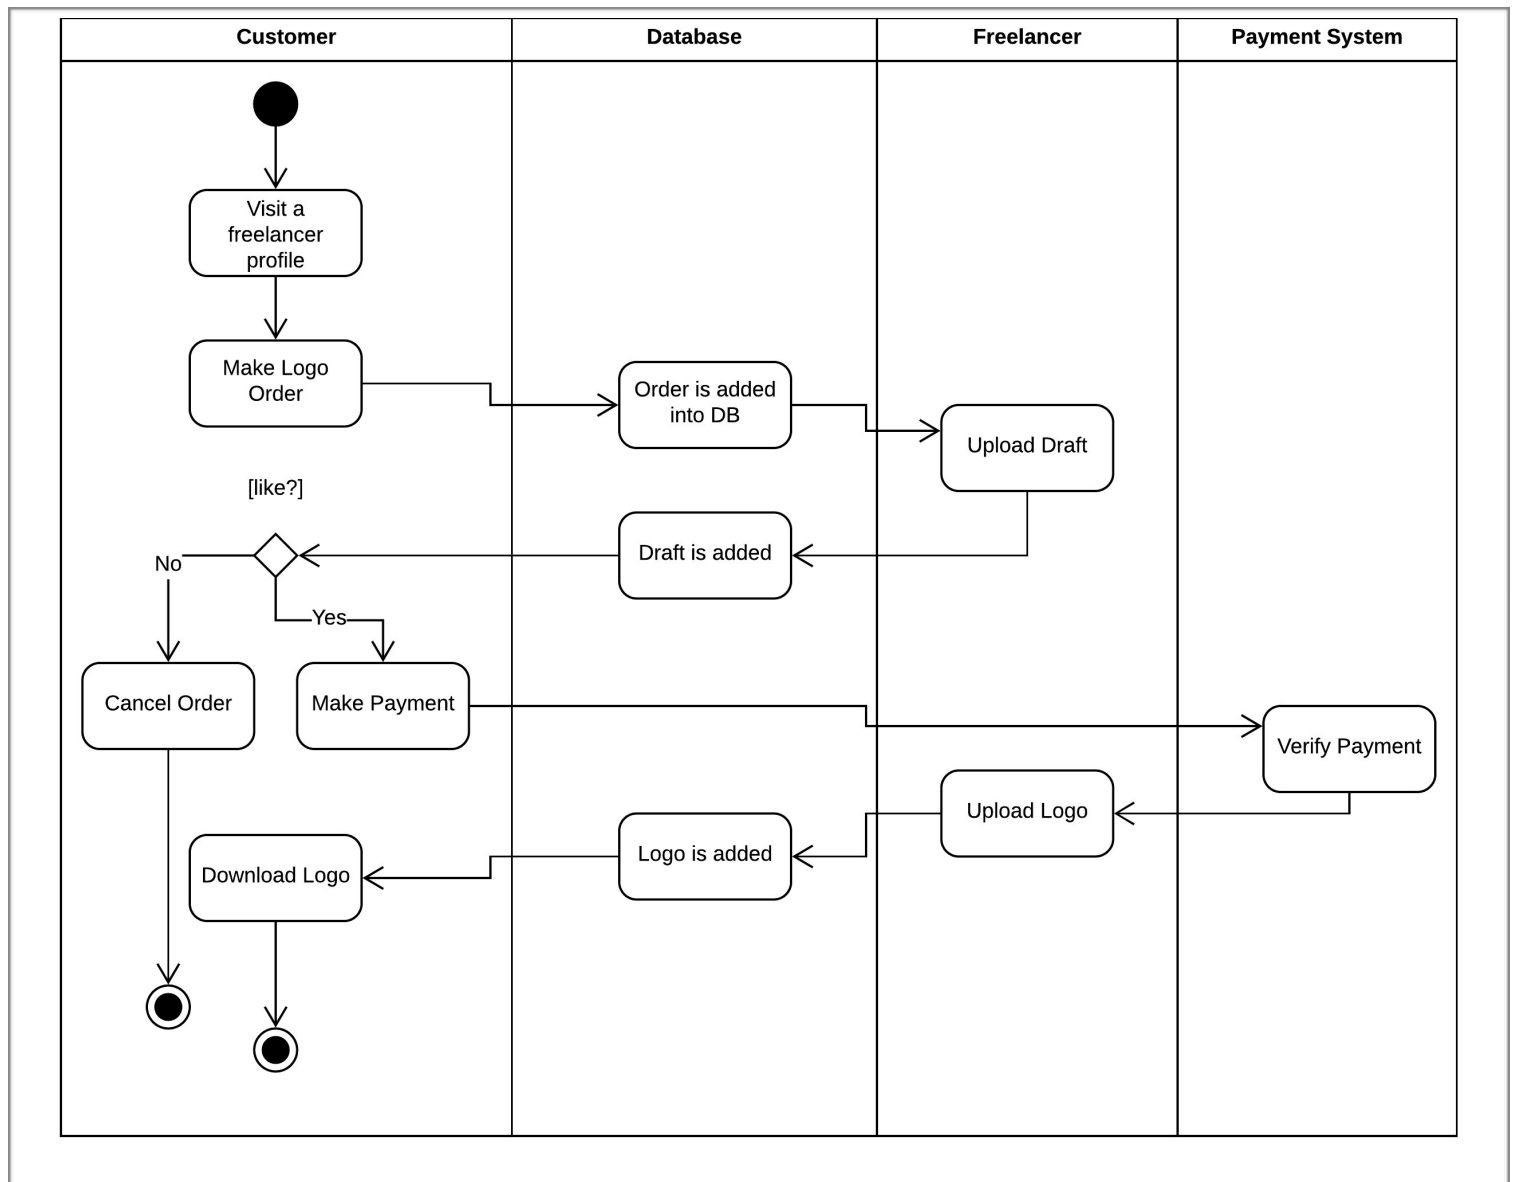 Customer
Database
Freelancer
Payment System
Visit a
freelancer
profile
Make Logo
Order
Order is added
into DB
Upload Draft
[like?]
Draft is added
No
Yes
Cancel Order
Make Payment
Verify Payment
Upload Logo
Logo is added
Download Logo